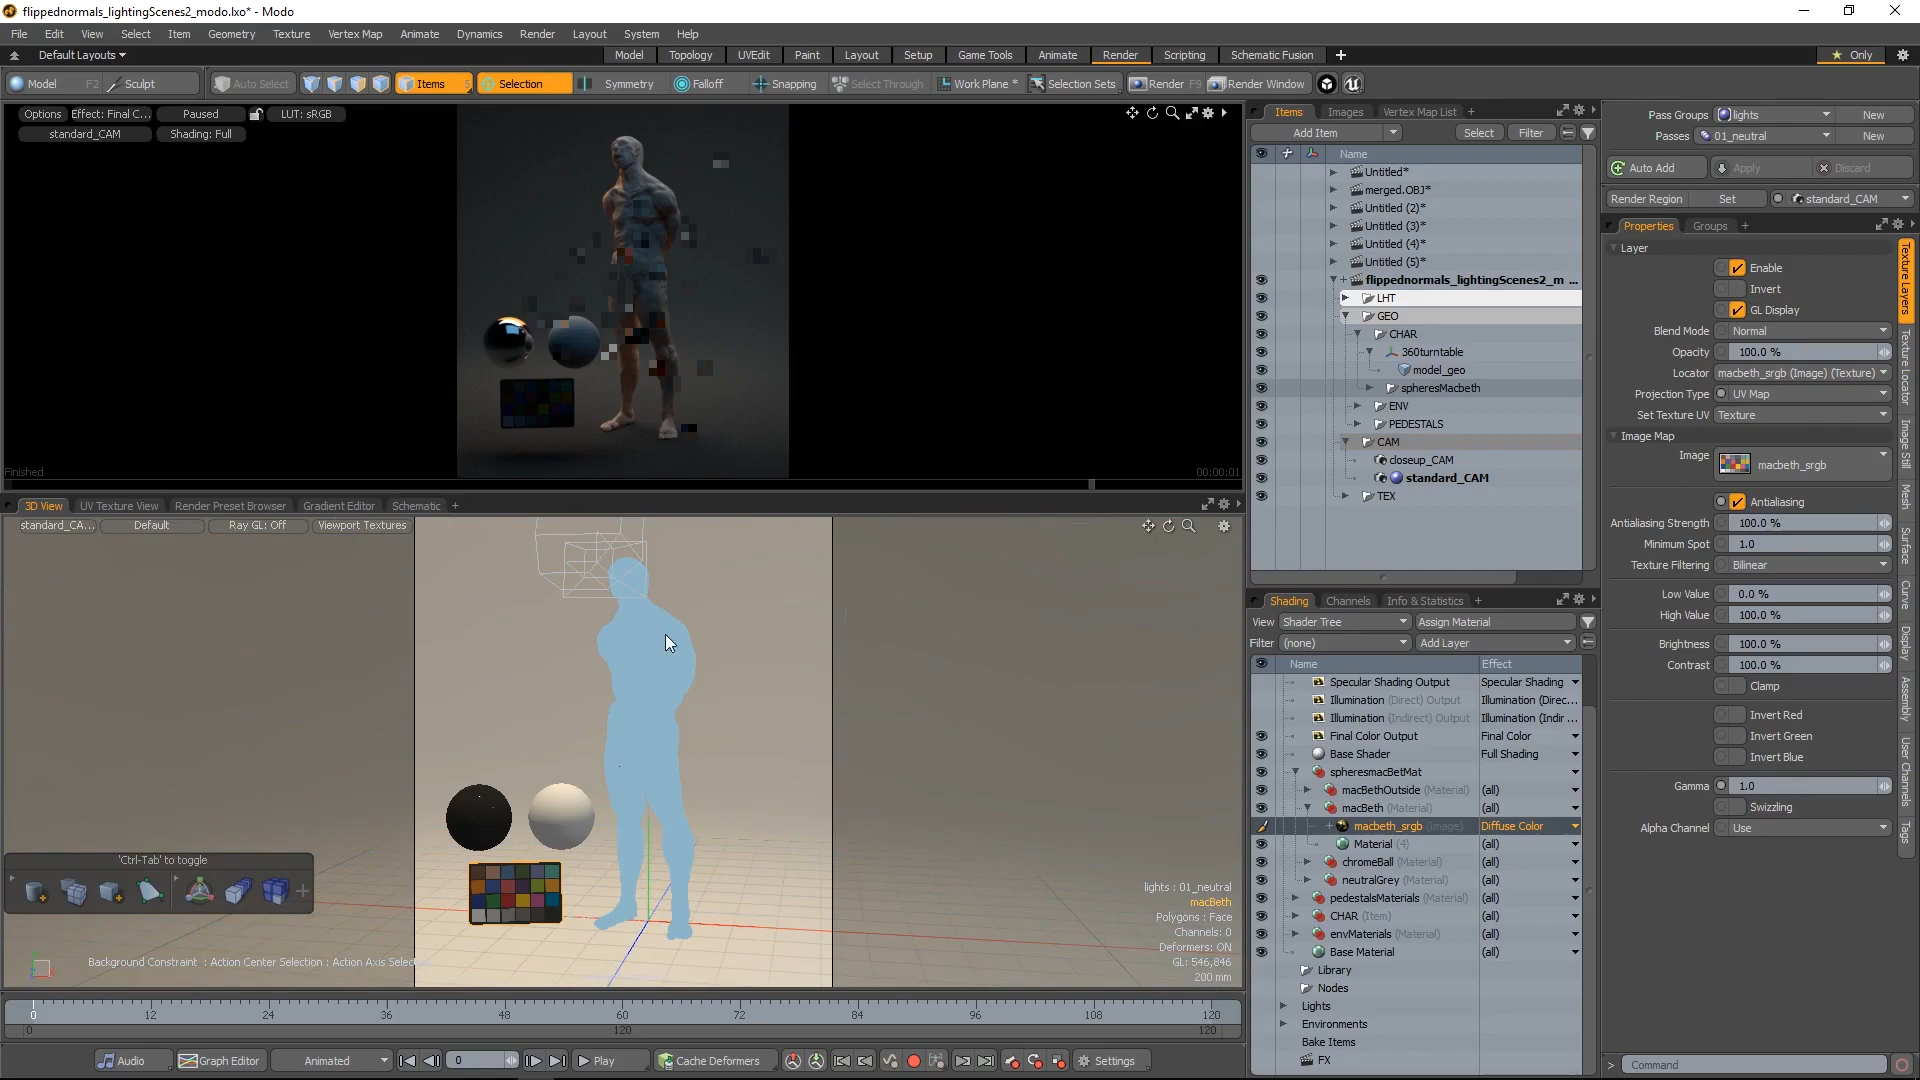 flippednormals_lightingScenes2_modo.lxo* - Modo
File Edit View Select Item Geometry Texture Vertex Map Animate Dynamics Render Layout System Help
Default Layouts Model Topology UVEdit Paint Layout Setup Game Tools Animate Render Scripting Schematic Fusion + Only
Model F2 Sculpt Auto Select Items 5 Selection Symmetry Falloff Snapping Select Through Work Plane * Selection Sets Render F9 Render Window
Options Effect: Final C... Paused LUT: sRGB
standard_CAM Shading: Full
Finished 00:00:01
3D View UV Texture View Render Preset Browser Gradient Editor Schematic +
standard_CA... Default Ray GL: Off Viewport Textures
'Ctrl-Tab' to toggle
lights : 01_neutral
macBeth
Polygons : Face
Channels: 0
Deformers: ON
GL: 546,846
200 mm
Background Constraint : Action Center Selection : Action Axis Selec
0 12 24 36 48 60 72 84 96 108 120
0 120 120
Audio Graph Editor Animated 0 Play Cache Deformers Settings
Items Images Vertex Map List +
Add Item Select Filter
Name
Untitled*
merged.OBJ*
Untitled (2)*
Untitled (3)*
Untitled (4)*
Untitled (5)*
flippednormals_lightingScenes2_m ...
LHT
GEO
CHAR
360turntable
model_geo
spheresMacbeth
ENV
PEDESTALS
CAM
closeup_CAM
standard_CAM
TEX
Shading Channels Info & Statistics +
View Shader Tree Assign Material
Filter (none) Add Layer
Name Effect
Specular Shading Output Specular Shading
Illumination (Direct) Output Illumination (Direc...
Illumination (Indirect) Output Illumination (Indir ...
Final Color Output Final Color
Base Shader Full Shading
spheresmacBetMat
macBethOutside (Material) (all)
macBeth (Material) (all)
macbeth_srgb (Image) Diffuse Color
Material (4) (all)
chromeBall (Material) (all)
neutralGrey (Material) (all)
pedestalsMaterials (Material) (all)
CHAR (Item) (all)
envMaterials (Material) (all)
Base Material (all)
Library
Nodes
Lights
Environments
Bake Items
FX
Pass Groups lights New
Passes 01_neutral New
Auto Add Apply Discard
Render Region Set standard_CAM
Properties Groups +
Layer
Enable
Invert
GL Display
Blend Mode Normal
Opacity 100.0 %
Locator macbeth_srgb (Image) (Texture)
Projection Type UV Map
Set Texture UV Texture
Image Map
Image macbeth_srgb
Antialiasing
Antialiasing Strength 100.0 %
Minimum Spot 1.0
Texture Filtering Bilinear
Low Value 0.0 %
High Value 100.0 %
Brightness 100.0 %
Contrast 100.0 %
Clamp
Invert Red
Invert Green
Invert Blue
Gamma 1.0
Swizzling
Alpha Channel Use
Texture Layers
Texture Locator
Image Still
Mesh
Surface
Curve
Display
Assembly
User Channels
Tags
> Command